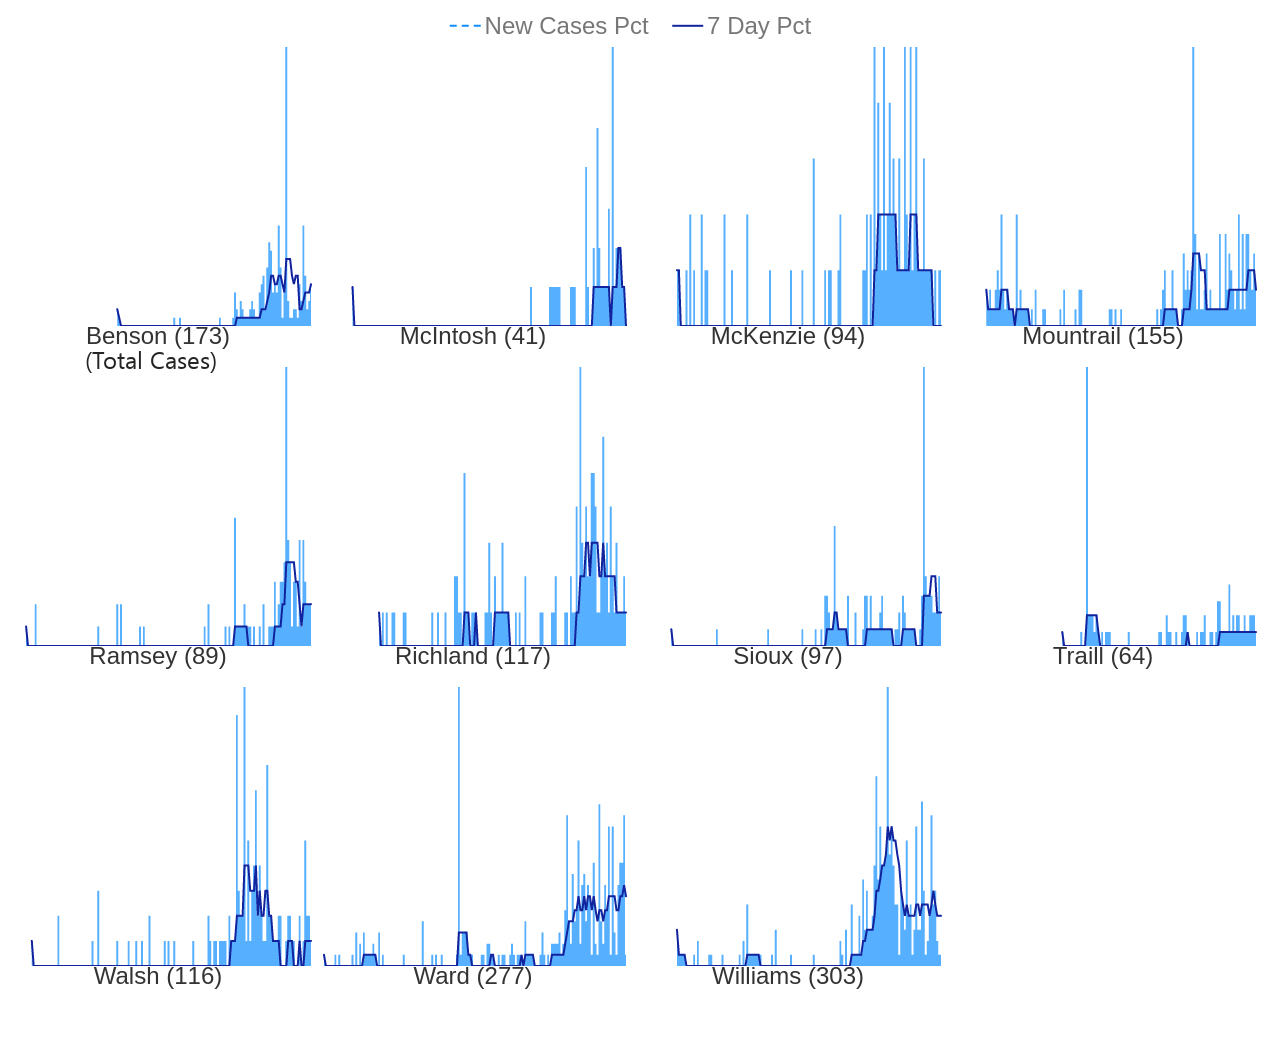 New Cases Pct 7 Day Pct
Benson (173) McIntosh (41) McKenzie (94) Mountrail (155)
(Total Cases)
Ramsey (89) Richland (117) Sioux (97) Traill (64)
Walsh (116) Ward (277) Williams (303)